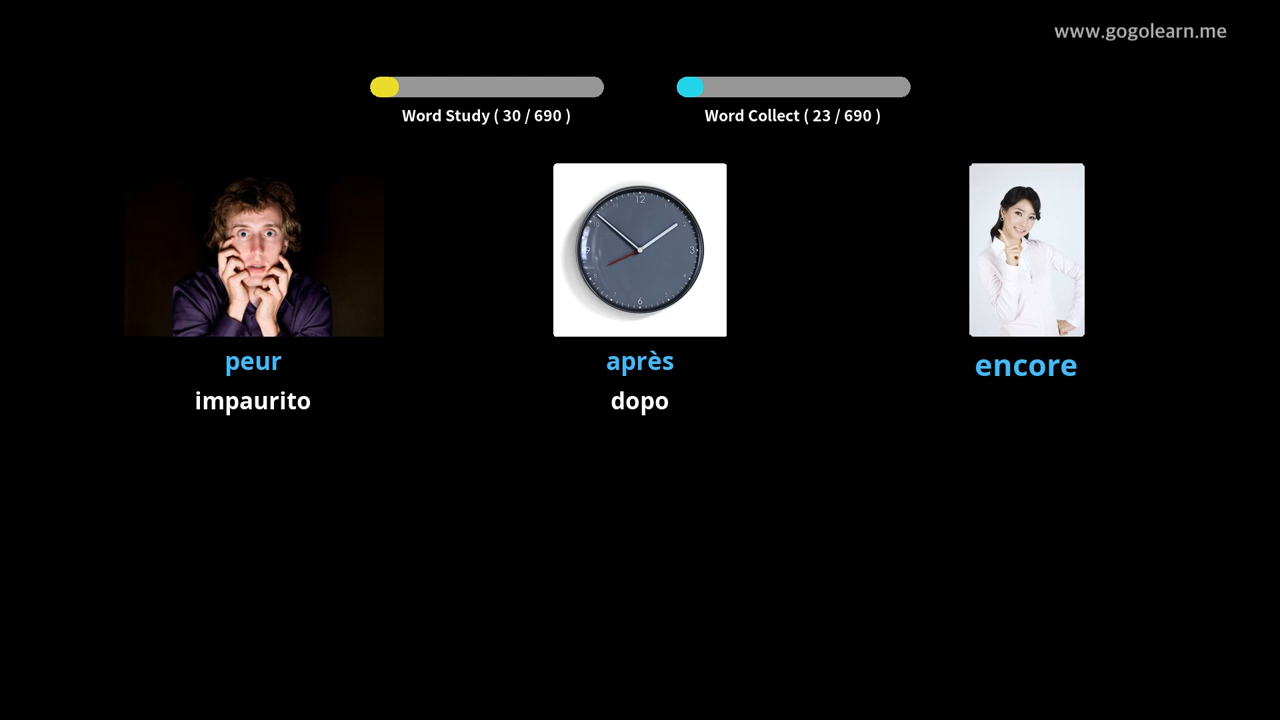 www.gogolearn.me
Word Study ( 30 / 690 )
Word Collect ( 23 / 690 )
peur
après
encore
impaurito
dopo